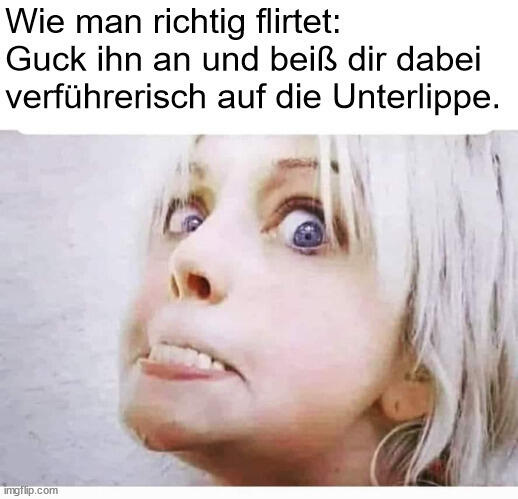 Wie man richtig flirtet:
Guck ihn an und beiß dir dabei
verführerisch auf die Unterlippe.
imgflip.com